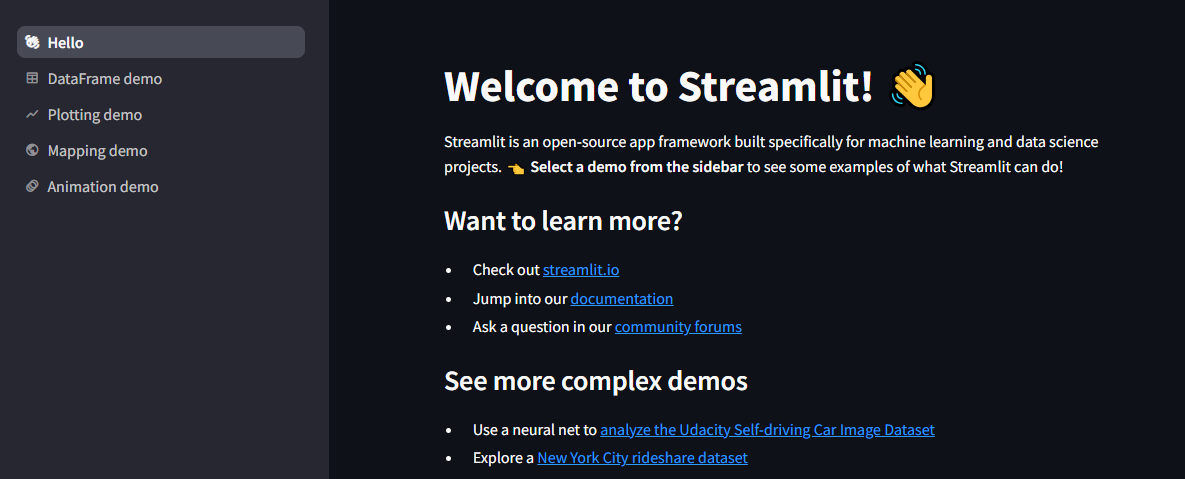 Hello
DataFrame demo
Plotting demo
Mapping demo
Animation demo
Welcome to Streamlit! 👋
Streamlit is an open-source app framework built specifically for machine learning and data science
projects. 👈 Select a demo from the sidebar to see some examples of what Streamlit can do!
Want to learn more?
• Check out streamlit.io
• Jump into our documentation
• Ask a question in our community forums
See more complex demos
• Use a neural net to analyze the Udacity Self-driving Car Image Dataset
• Explore a New York City rideshare dataset